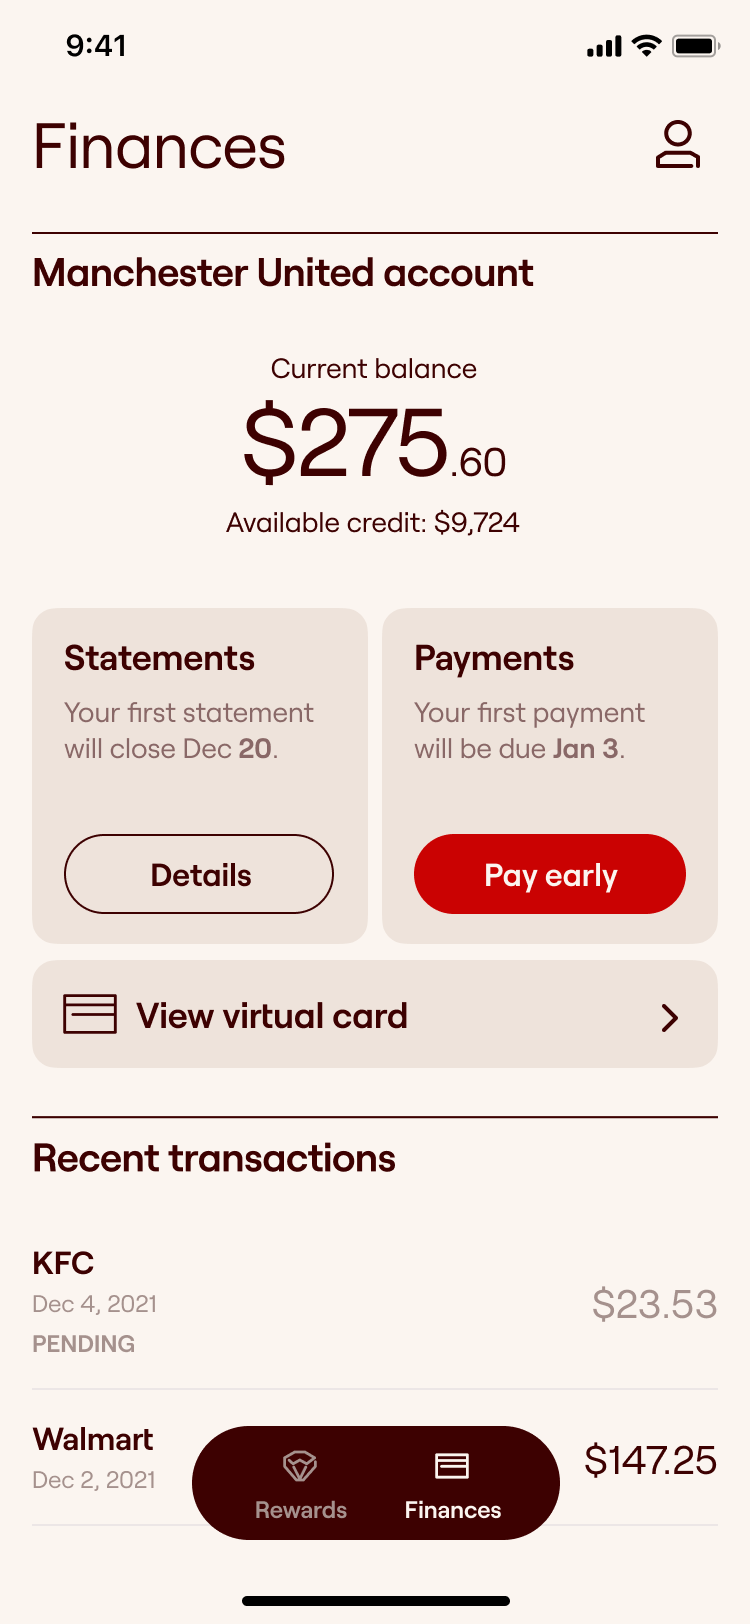 9:41
Finances
Manchester United account
Current balance
$275.60
Available credit: $9,724
Statements
Your first statement
will close Dec 20.
Details
Payments
Your first payment
will be due Jan 3.
Pay early
View virtual card
Recent transactions
KFC
Dec 4, 2021
PENDING
$23.53
Walmart
Dec 2, 2021
$147.25
Rewards
Finances